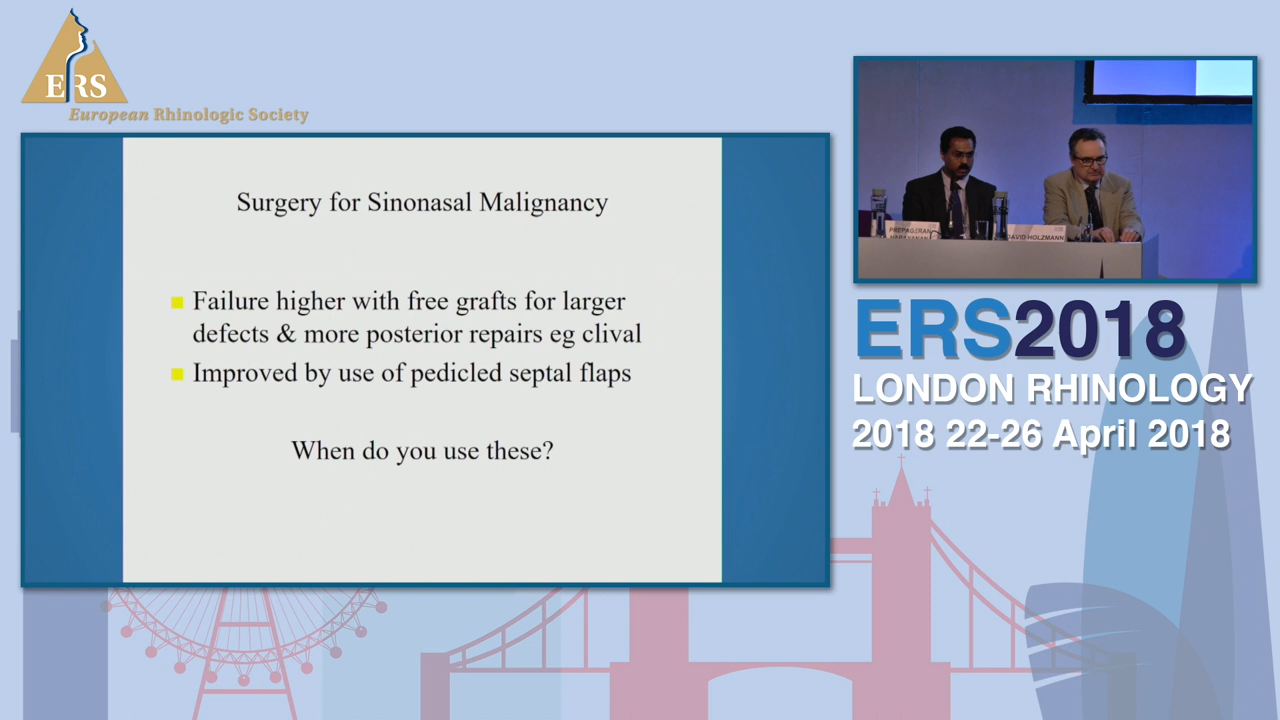 ERS
European Rhinologic Society
Surgery for Sinonasal Malignancy
Failure higher with free grafts for larger
defects & more posterior repairs eg clival
Improved by use of pedicled septal flaps
When do you use these?
PREPAGERAN
NARAYANAN
DAVID HOLZMANN
ERS2018
LONDON RHINOLOGY
2018 22-26 April 2018